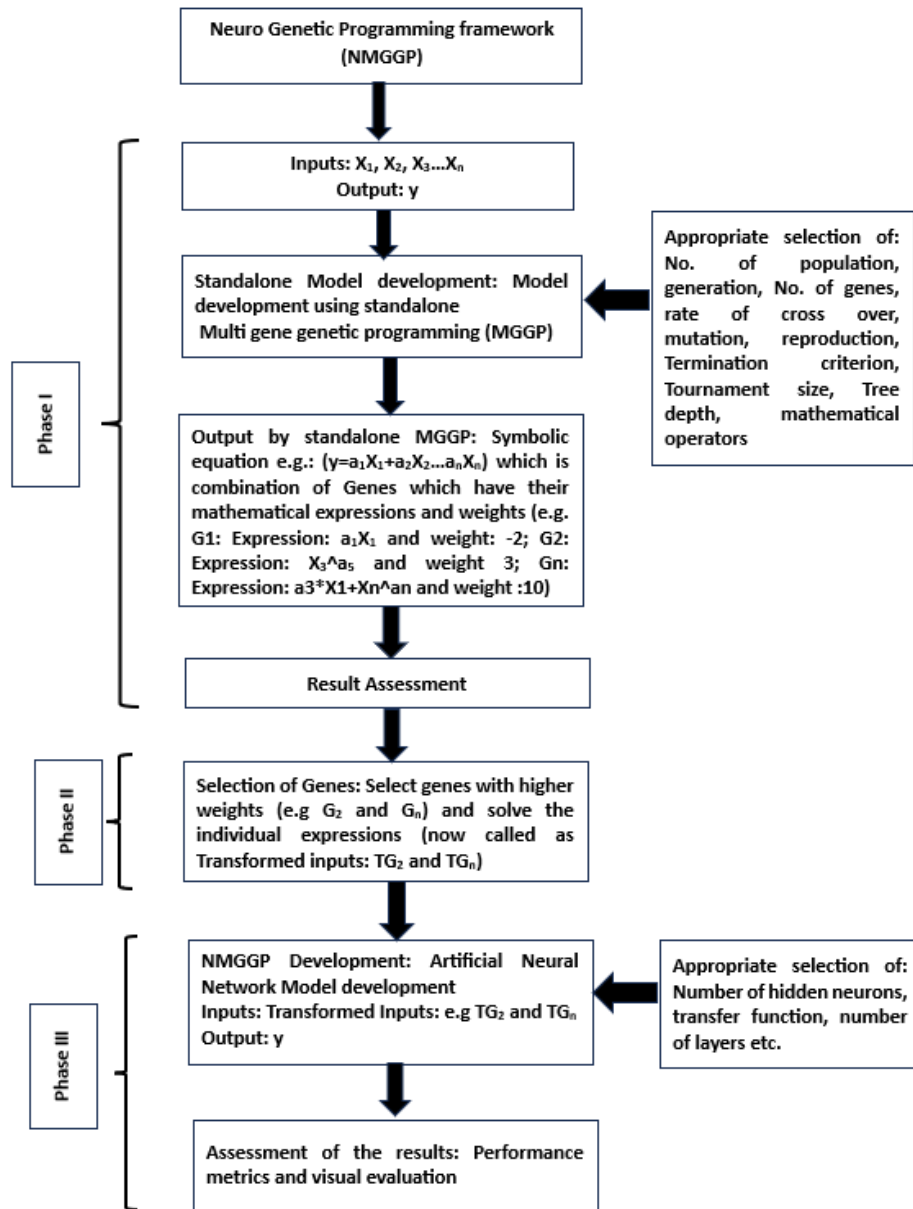 Neuro Genetic Programming framework
(NMGGP)
Inputs: X₁, X₂, X₃...Xₙ
Output: y
Standalone Model development: Model
development using standalone
Multi gene genetic programming (MGGP)
Appropriate selection of:
No. of population,
generation, No. of genes,
rate of cross over,
mutation, reproduction,
Termination criterion,
Tournament size, Tree
depth, mathematical
operators
Phase I
Output by standalone MGGP: Symbolic
equation e.g.: (y=a₁X₁+a₂X₂...aₙXₙ) which is
combination of Genes which have their
mathematical expressions and weights (e.g.
G1: Expression: a₁X₁ and weight: -2; G2:
Expression: X₃^a₅ and weight 3; Gn:
Expression: a3*X1+Xn^an and weight :10)
Result Assessment
Phase II
Selection of Genes: Select genes with higher
weights (e.g G₂ and Gₙ) and solve the
individual expressions (now called as
Transformed inputs: TG₂ and TGₙ)
Phase III
NMGGP Development: Artificial Neural
Network Model development
Inputs: Transformed Inputs: e.g TG₂ and TGₙ
Output: y
Appropriate selection of:
Number of hidden neurons,
transfer function, number
of layers etc.
Assessment of the results: Performance
metrics and visual evaluation